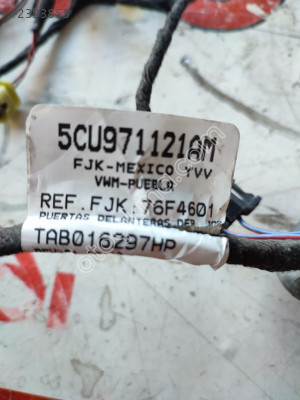 5CU971121AM
FJK-MEXICO YVV
VWM-PUEBLA
REF.FJK:76F4601
PUERTAS DELANTERAS
TAB016297HP